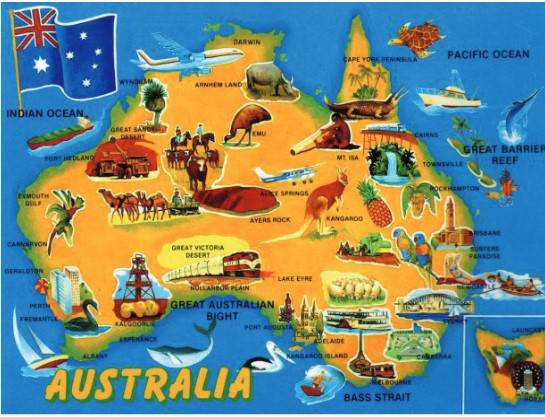 DARWIN
CAPE YORK PENINSULA
PACIFIC OCEAN
WYNDHAM
ARNHEM LAND
INDIAN OCEAN
GREAT SANDY
DESERT
EMU
CAIRNS
GREAT BARRIER
REEF
PORT HEDLAND
MT. ISA
TOWNSVILLE
EXMOUTH
GULF
ALICE SPRINGS
ROCKHAMPTON
AYERS ROCK
KANGAROO
CARNARVON
BRISBANE
GREAT VICTORIA
DESERT
SURFERS
PARADISE
GERALDTON
LAKE EYRE
NULLARBOR PLAIN
NEWCASTLE
PERTH
GREAT AUSTRALIAN
BIGHT
FREMANTLE
KALGOORLIE
PORT AUGUSTA
ESPERANCE
ADELAIDE
ALBANY
KANGAROO ISLAND
CANBERRA
MELBOURNE
AUSTRALIA
BASS STRAIT